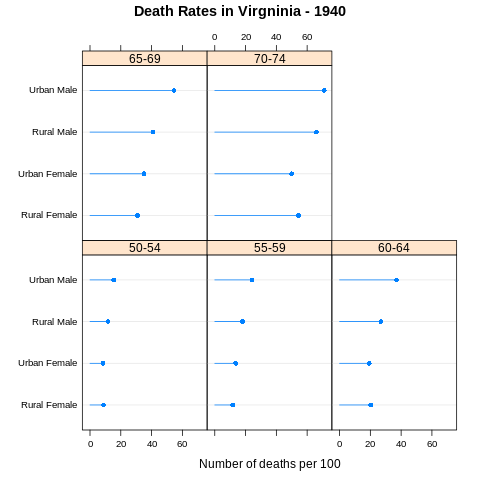 Death Rates in Virgninia - 1940
0 20 40 60
65-69 70-74
Urban Male
Rural Male
Urban Female
Rural Female
50-54 55-59 60-64
Urban Male
Rural Male
Urban Female
Rural Female
0 20 40 60 0 20 40 60
Number of deaths per 100